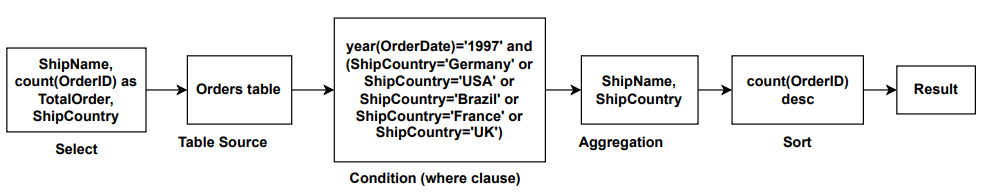 ShipName,
count(OrderID) as
TotalOrder,
ShipCountry
Select
Orders table
Table Source
year(OrderDate)='1997' and
(ShipCountry='Germany' or
ShipCountry='USA' or
ShipCountry='Brazil' or
ShipCountry='France' or
ShipCountry='UK')
Condition (where clause)
ShipName,
ShipCountry
Aggregation
count(OrderID)
desc
Sort
Result